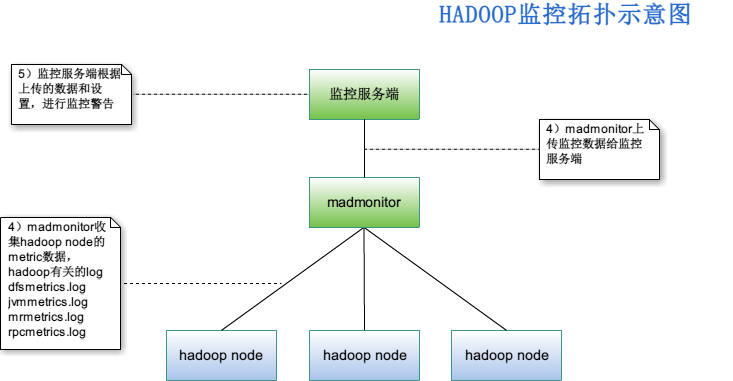 HADOOP监控拓扑示意图
5）监控服务端根据
上传的数据和设
置，进行监控警告
监控服务端
4）madmonitor上
传监控数据给监控
服务端
madmonitor
4）madmonitor收
集hadoop node的
metric数据，
hadoop有关的log
dfsmetrics.log
jvmmetrics.log
mrmetrics.log
rpcmetrics.log
hadoop node
hadoop node
hadoop node